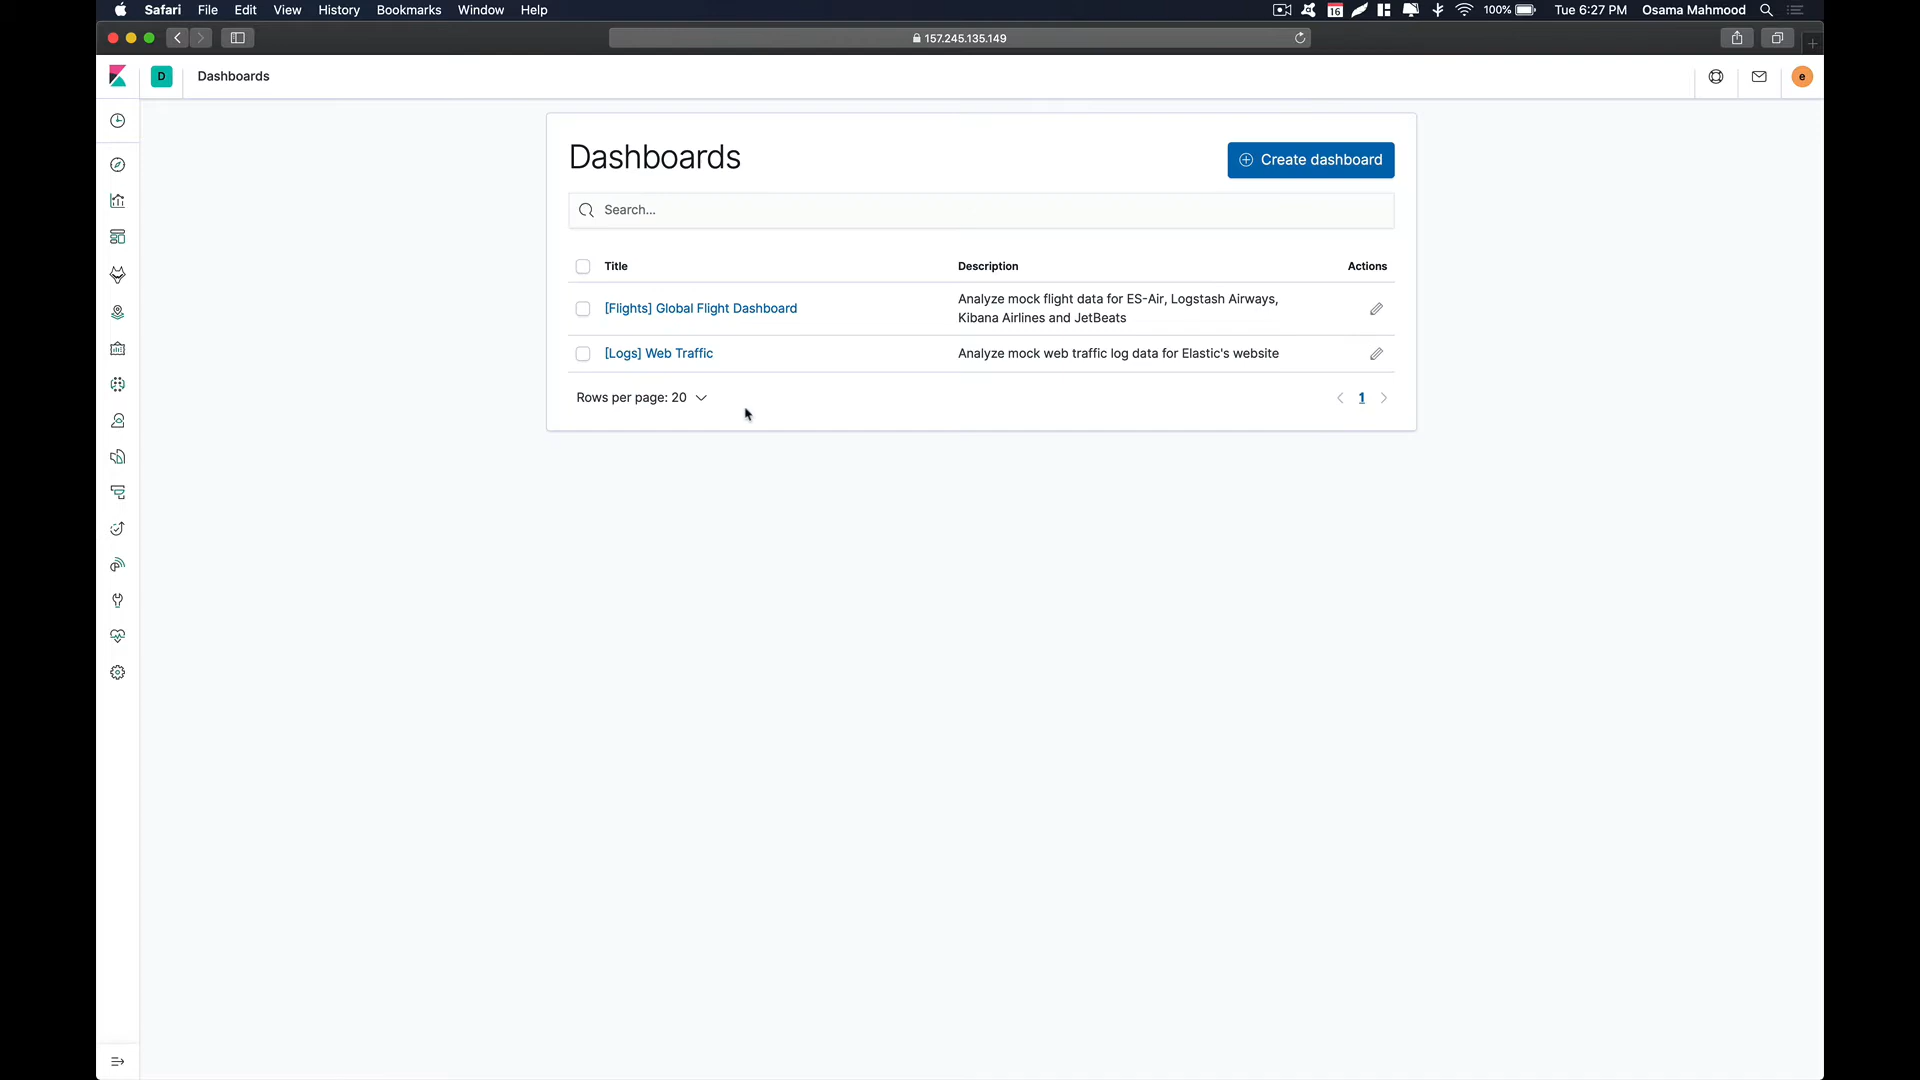 Safari File Edit View History Bookmarks Window Help 16 100% Tue 6:27 PM Osama Mahmood
157.245.135.149
D Dashboards e
Dashboards
Create dashboard
Search...
Title Description Actions
[Flights] Global Flight Dashboard
Analyze mock flight data for ES-Air, Logstash Airways,
Kibana Airlines and JetBeats
[Logs] Web Traffic Analyze mock web traffic log data for Elastic's website
Rows per page: 20 1